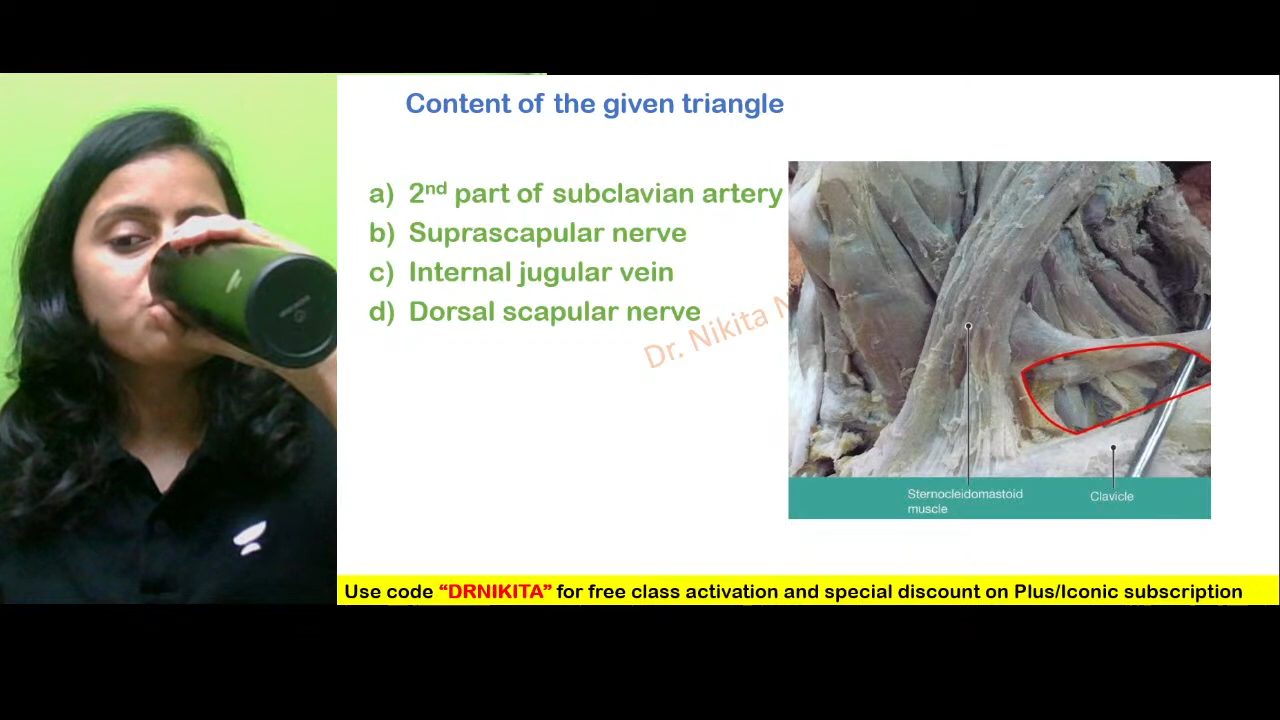 Content of the given triangle
a) 2nd part of subclavian artery
b) Suprascapular nerve
c) Internal jugular vein
d) Dorsal scapular nerve
Dr. Nikita N
Sternocleidomastoid
muscle
Clavicle
Use code “DRNIKITA” for free class activation and special discount on Plus/Iconic subscription